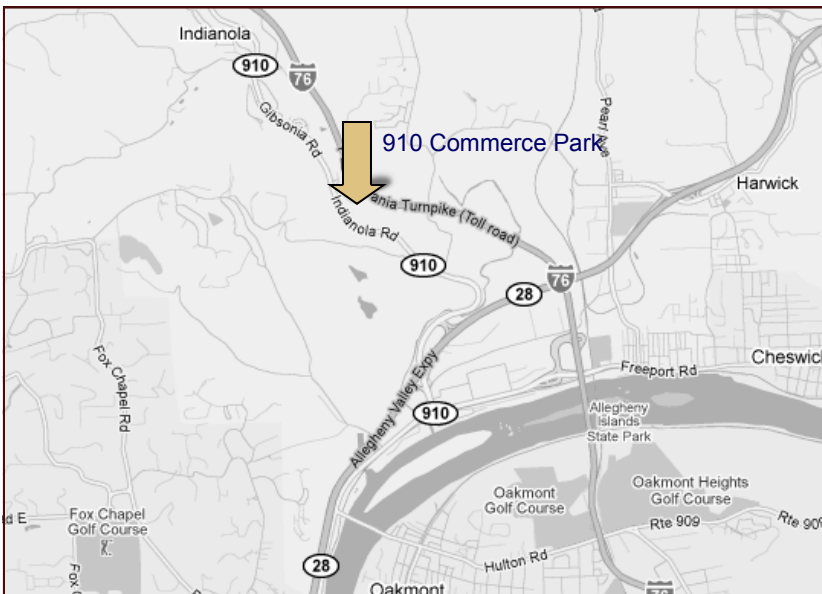 Indianola
910
76
Gibsonia Rd
910 Commerce Park
Pearl Ave
Harwick
ania Turnpike (Toll road)
Indianola Rd
910
76
28
Fox Chapel Rd
Allegheny Valley Expy
Freeport Rd
Cheswick
910
Allegheny
Islands
State Park
Oakmont Heights
Golf Course
Oakmont
Golf Course
Fox Chapel
Golf Course
d E
Rte 909
Rte 909
Hulton Rd
28
Oakmont
76